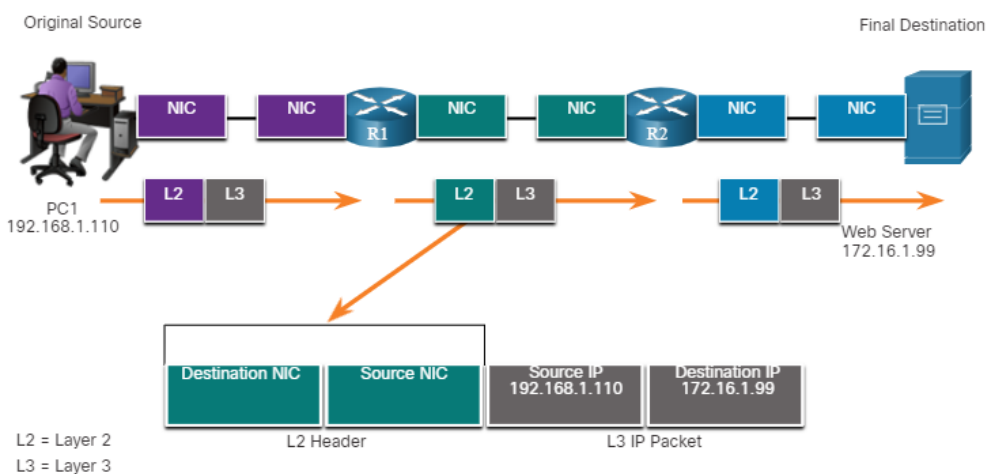 Original Source
Final Destination
NIC
NIC
R1
NIC
NIC
R2
NIC
NIC
L2 L3
L2 L3
L2 L3
PC1
192.168.1.110
Web Server
172.16.1.99
Destination NIC
Source NIC
Source IP
192.168.1.110
Destination IP
172.16.1.99
L2 = Layer 2
L2 Header
L3 IP Packet
L3 = Layer 3